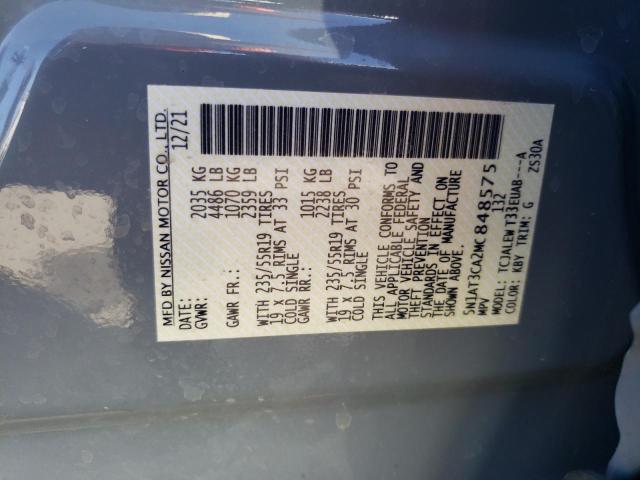 MFD BY NISSAN MOTOR CO., LTD.
DATE: 12/21
GVWR: 2035 KG
4486 LB
GAWR FR.: 1070 KG
2359 LB
WITH 235/55R19 TIRES
19 X 7.5 RIMS AT 33 PSI
COLD SINGLE
GAWR RR.: 1015 KG
2238 LB
WITH 235/55R19 TIRES
19 X 7.5 RIMS AT 30 PSI
COLD SINGLE
THIS VEHICLE CONFORMS TO
ALL APPLICABLE FEDERAL
MOTOR VEHICLE SAFETY AND
THEFT PREVENTION
STANDARDS IN EFFECT ON
THE DATE OF MANUFACTURE
SHOWN ABOVE.
5N1AT3CA2MC848575
MPV 132
MODEL: TCJALEWT33EUAB---A
COLOR: KBY TRIM: G ZS30A